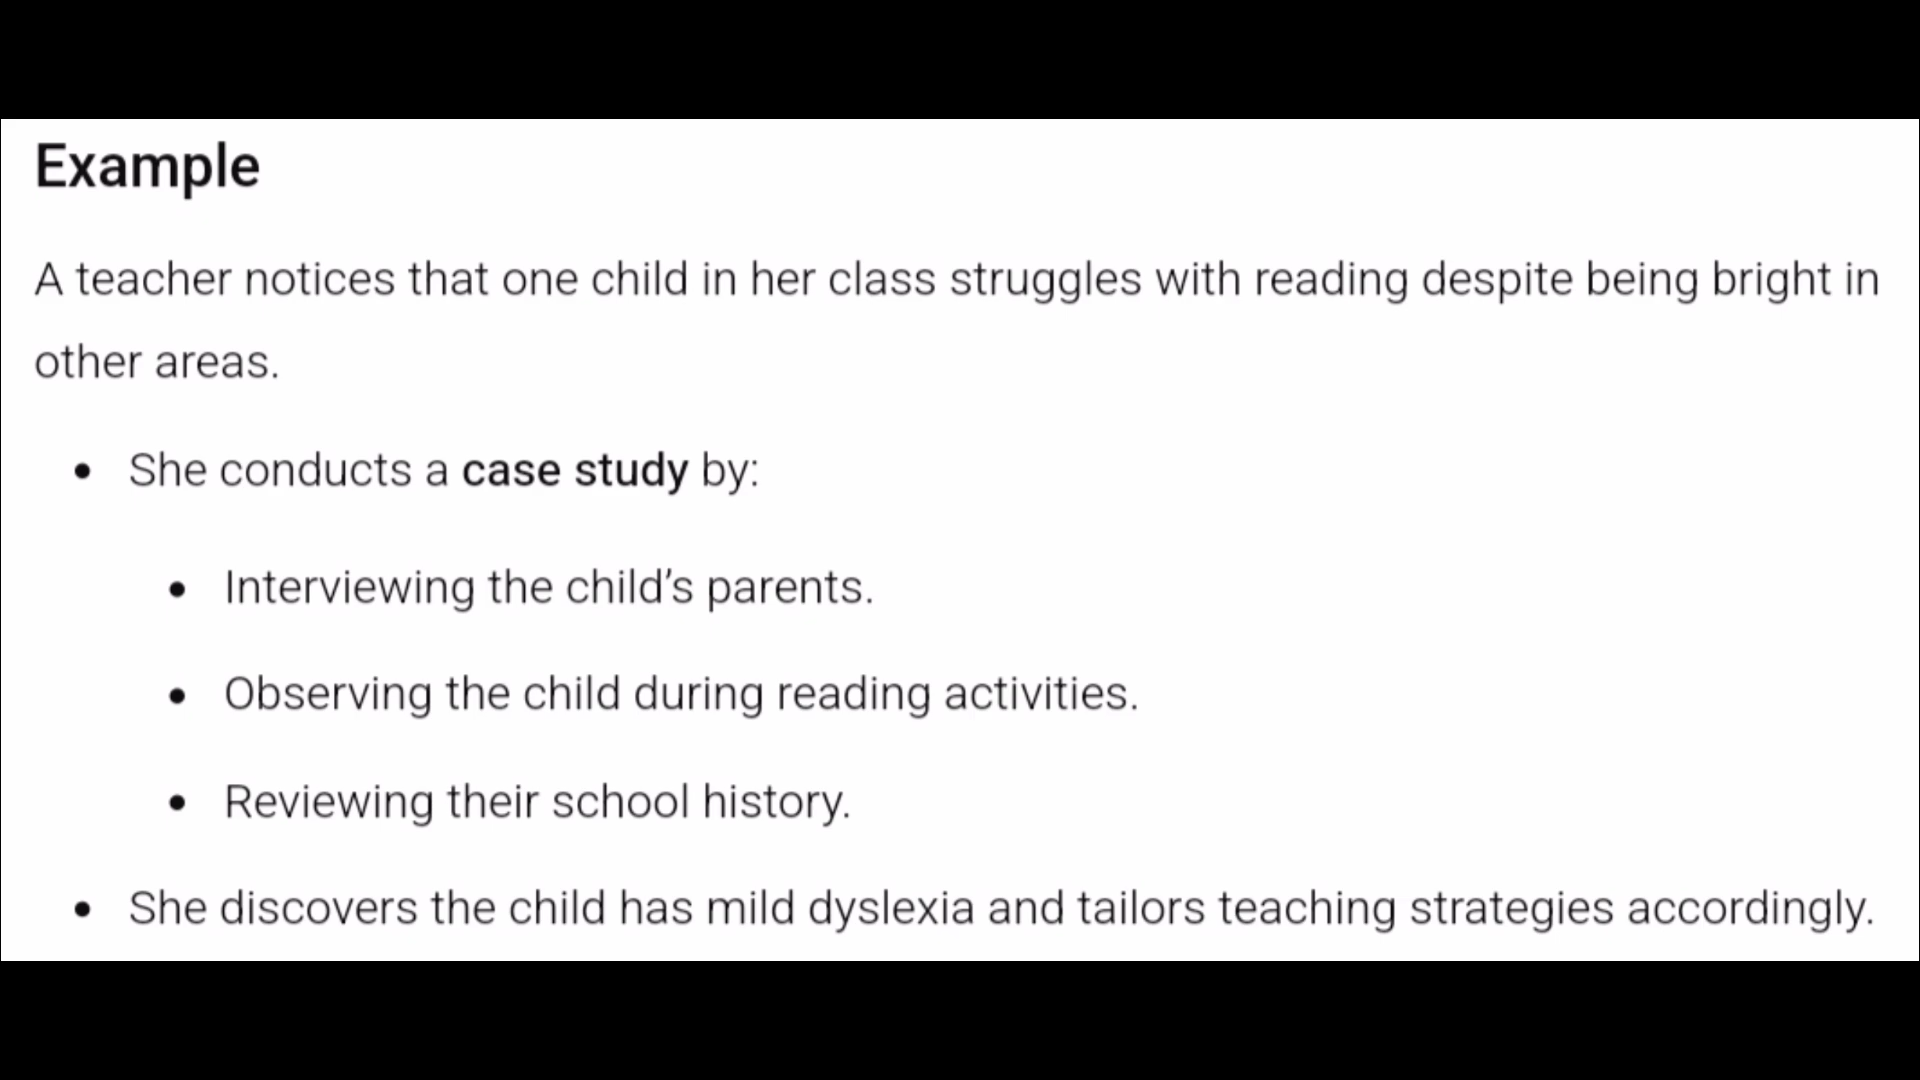 Example
A teacher notices that one child in her class struggles with reading despite being bright in
other areas.
• She conducts a case study by:
• Interviewing the child’s parents.
• Observing the child during reading activities.
• Reviewing their school history.
• She discovers the child has mild dyslexia and tailors teaching strategies accordingly.